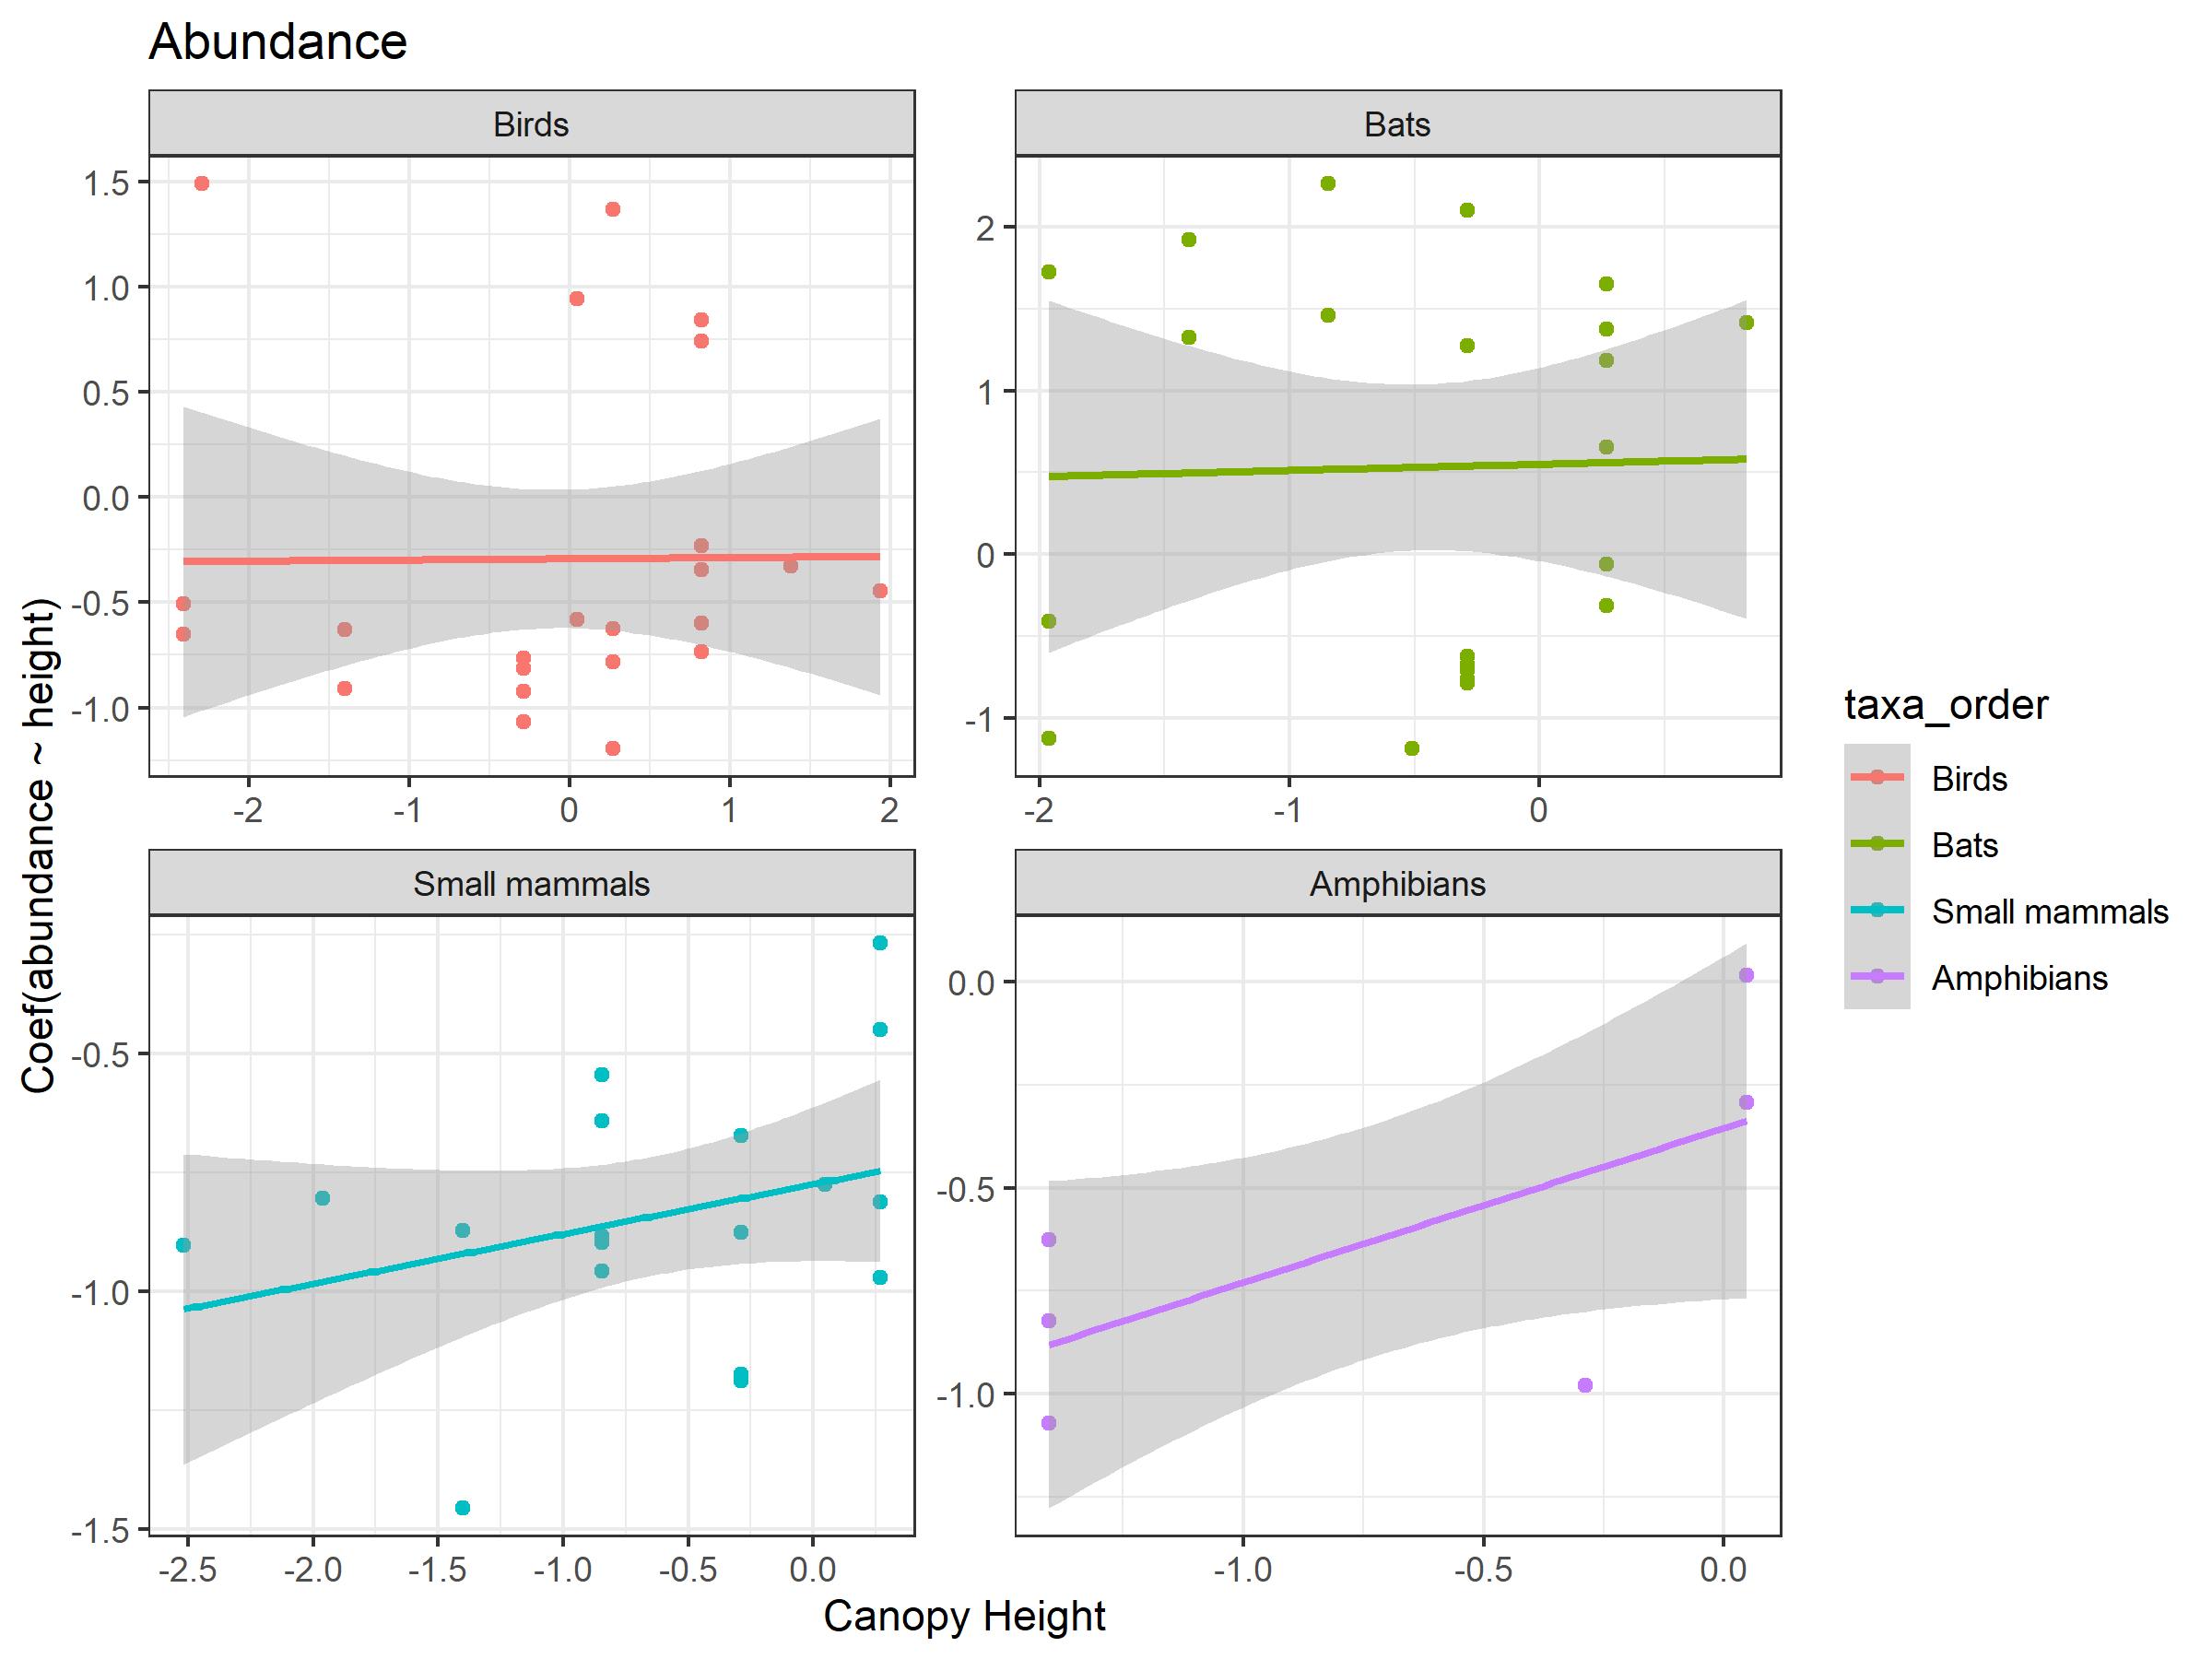 Abundance
Birds
1.5
1.0
0.5
0.0
-0.5
-1.0
-2 -1 0 1 2
Bats
2
1
0
-1
-2 -1 0
Small mammals
-0.5
-1.0
-1.5
-2.5 -2.0 -1.5 -1.0 -0.5 0.0
Amphibians
0.0
-0.5
-1.0
-1.0 -0.5 0.0
Coef(abundance ~ height)
Canopy Height
taxa_order
Birds
Bats
Small mammals
Amphibians